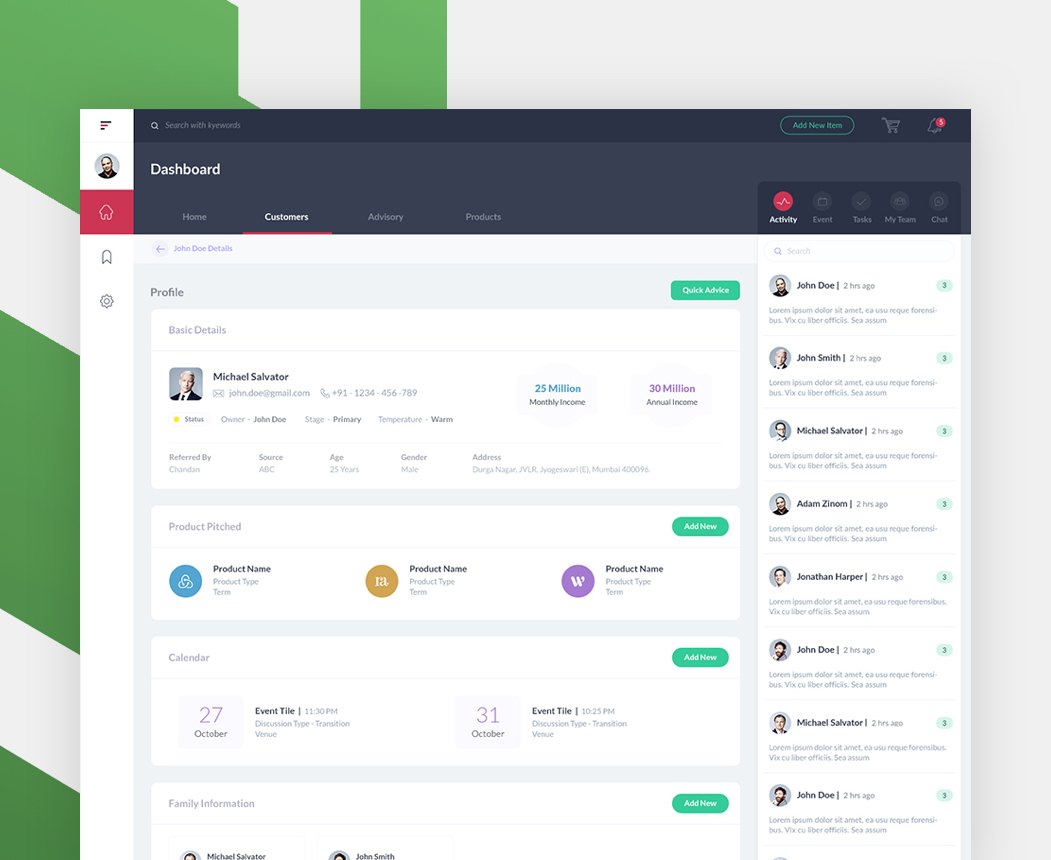 Search with kyewords
Add New Item
5
Dashboard
Home Customers Advisory Products
Activity Event Tasks My Team Chat
John Doe Details
Profile
Quick Advice
Basic Details
Michael Salvator
john.doe@gmail.com +91 - 1234 - 456 -789
Status Owner - John Doe Stage - Primary Temperature - Warm
25 Million
Monthly Income
30 Million
Annual Income
Referred By Source Age Gender Address
Chandan ABC 25 Years Male Durga Nagar, JVLR, Jyogeswari (E), Mumbai 400096.
Product Pitched
Add New
Product Name
Product Type
Term
ra
Product Name
Product Type
Term
w
Product Name
Product Type
Term
Calendar
Add New
27
October
Event Tile | 11:30 PM
Discussion Type - Transition
Venue
31
October
Event Tile | 10:25 PM
Discussion Type - Transition
Venue
Family Information
Add New
Michael Salvator
John Smith
Search
John Doe | 2 hrs ago 3
Lorem ipsum dolor sit amet, ea usu reque forensi-
bus. Vix cu liber officiis. Sea assum
John Smith | 2 hrs ago 3
Lorem ipsum dolor sit amet, ea usu reque forensi-
bus. Vix cu liber officiis. Sea assum
Michael Salvator | 2 hrs ago 3
Lorem ipsum dolor sit amet, ea usu reque forensi-
bus. Vix cu liber officiis. Sea assum
Adam Zinom | 2 hrs ago 3
Lorem ipsum dolor sit amet, ea usu reque forensi-
bus. Vix cu liber officiis. Sea assum
Jonathan Harper | 2 hrs ago 3
Lorem ipsum dolor sit amet, ea usu reque forensibus.
Vix cu liber officiis. Sea assum
John Doe | 2 hrs ago 3
Lorem ipsum dolor sit amet, ea usu reque forensi-
bus. Vix cu liber officiis. Sea assum
Michael Salvator | 2 hrs ago 3
Lorem ipsum dolor sit amet, ea usu reque forensibus.
Vix cu liber officiis. Sea assum
John Doe | 2 hrs ago 3
Lorem ipsum dolor sit amet, ea usu reque forensi-
bus. Vix cu liber officiis. Sea assum